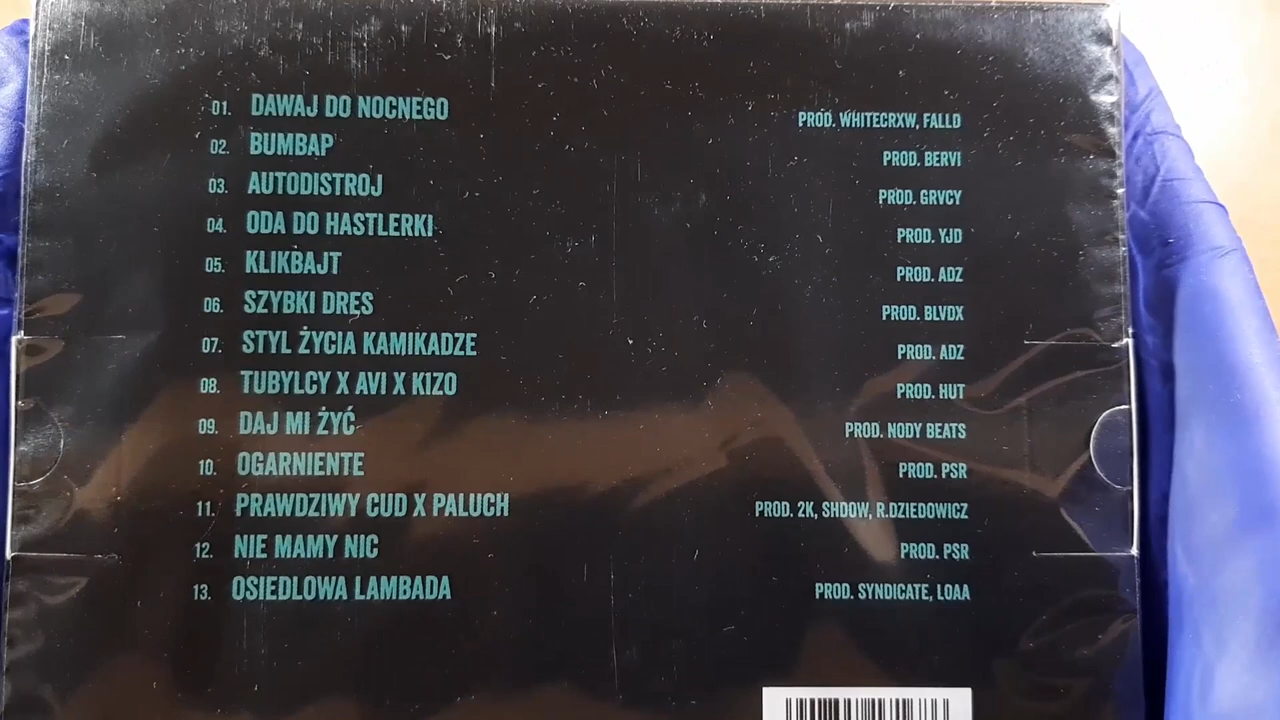 01. DAWAJ DO NOCNEGO PROD. WHITECRXW, FALLD
02. BUMBAP PROD. BERVI
03. AUTODISTROJ PROD. GRVCY
04. ODA DO HASTLERKI PROD. YJD
05. KLIKBAJT PROD. ADZ
06. SZYBKI DRES PROD. BLVDX
07. STYL ŻYCIA KAMIKADZE PROD. ADZ
08. TUBYLCY X AVI X KIZO PROD. HUT
09. DAJ MI ŻYĆ PROD. NODY BEATS
10. OGARNIENTE PROD. PSR
11. PRAWDZIWY CUD X PALUCH PROD. 2K, SHDOW, R.DZIEDOWICZ
12. NIE MAMY NIC PROD. PSR
13. OSIEDLOWA LAMBADA PROD. SYNDICATE, LOAA